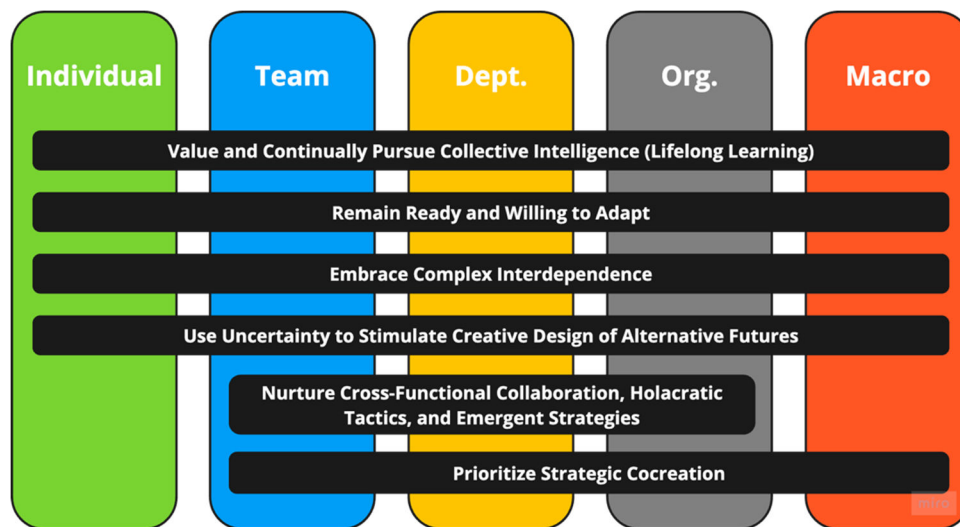 Individual
Team
Dept.
Org.
Macro
Value and Continually Pursue Collective Intelligence (Lifelong Learning)
Remain Ready and Willing to Adapt
Embrace Complex Interdependence
Use Uncertainty to Stimulate Creative Design of Alternative Futures
Nurture Cross-Functional Collaboration, Holacratic
Tactics, and Emergent Strategies
Prioritize Strategic Cocreation
miro